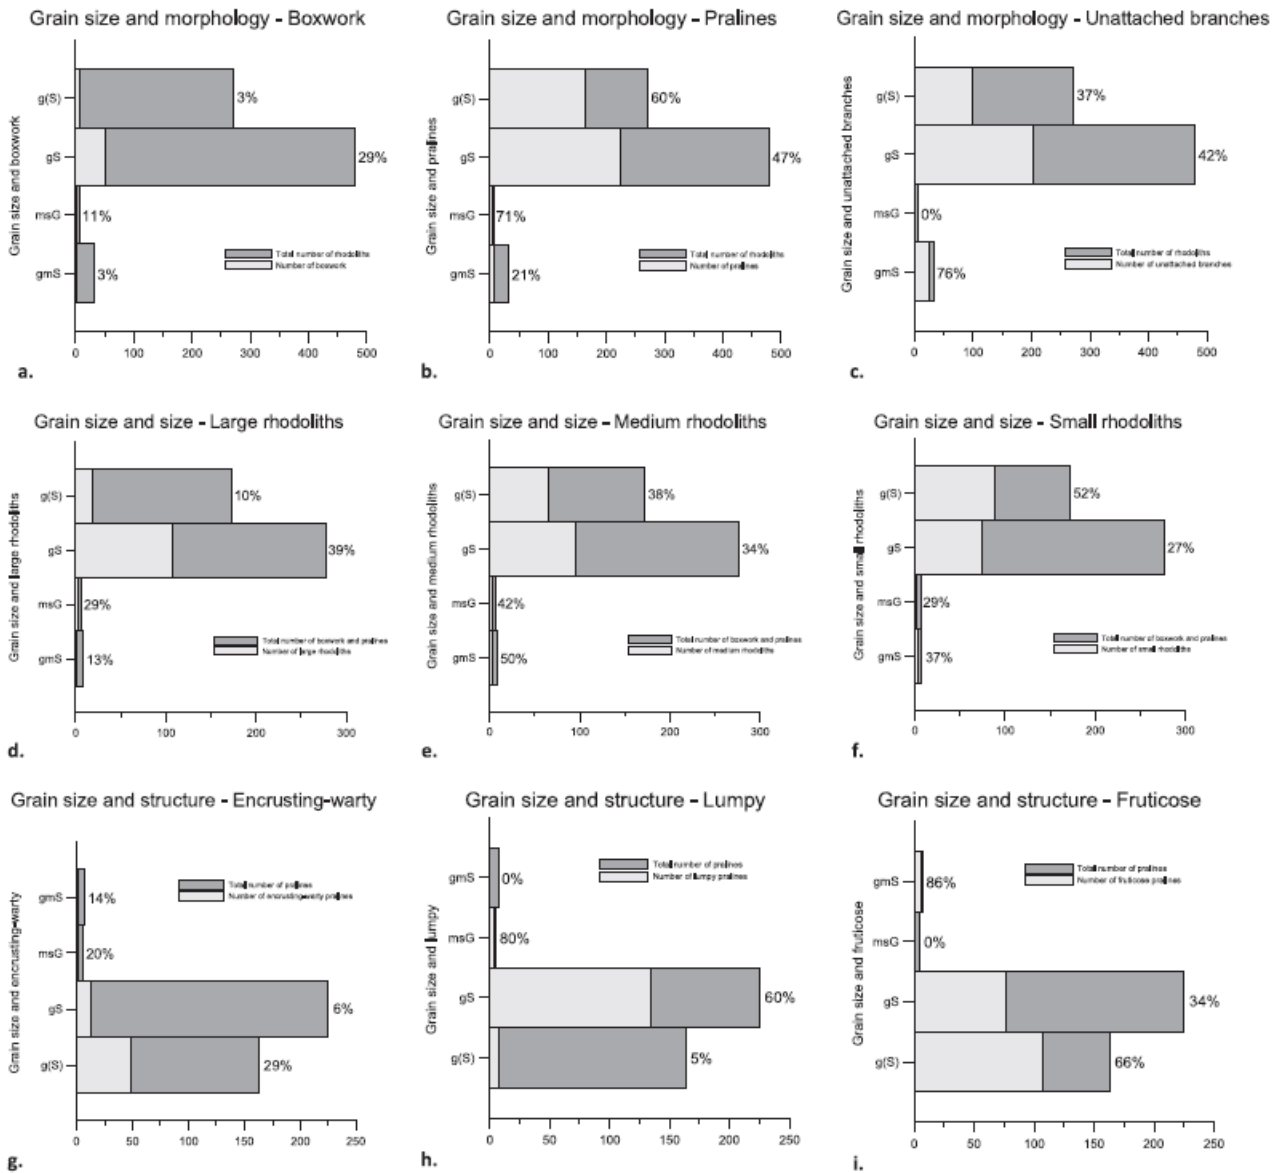 Grain size and morphology - Boxwork
Grain size and boxwork
g(S)
3%
gS
29%
msG
11%
gmS
3%
Total number of rhodoliths
Number of boxwork
0 100 200 300 400 500
a.
Grain size and morphology - Pralines
Grain size and pralines
g(S)
60%
gS
47%
msG
71%
gmS
21%
Total number of rhodoliths
Number of pralines
0 100 200 300 400 500
b.
Grain size and morphology - Unattached branches
Grain size and unattached branches
g(S)
37%
gS
42%
msG
0%
gmS
76%
Total number of rhodoliths
Number of unattached branches
0 100 200 300 400 500
c.
Grain size and size - Large rhodoliths
Grain size and large rhodoliths
g(S)
10%
gS
39%
msG
29%
gmS
13%
Total number of boxwork and pralines
Number of large rhodoliths
0 100 200 300
d.
Grain size and size - Medium rhodoliths
Grain size and medium rhodoliths
g(S)
38%
gS
34%
msG
42%
gmS
50%
Total number of boxwork and pralines
Number of medium rhodoliths
0 100 200 300
e.
Grain size and size - Small rhodoliths
Grain size and small rhodoliths
g(S)
52%
gS
27%
msG
29%
gmS
37%
Total number of boxwork and pralines
Number of small rhodoliths
0 100 200 300
f.
Grain size and structure - Encrusting-warty
Grain size and encrusting-warty
gmS
14%
msG
20%
gS
6%
g(S)
29%
Total number of pralines
Number of encrusting-warty pralines
0 50 100 150 200 250
g.
Grain size and structure - Lumpy
Grain size and lumpy
gmS
0%
msG
80%
gS
60%
g(S)
5%
Total number of pralines
Number of lumpy pralines
0 50 100 150 200 250
h.
Grain size and structure - Fruticose
Grain size and fruticose
gmS
86%
msG
0%
gS
34%
g(S)
66%
Total number of pralines
Number of fruticose pralines
0 50 100 150 200 250
i.